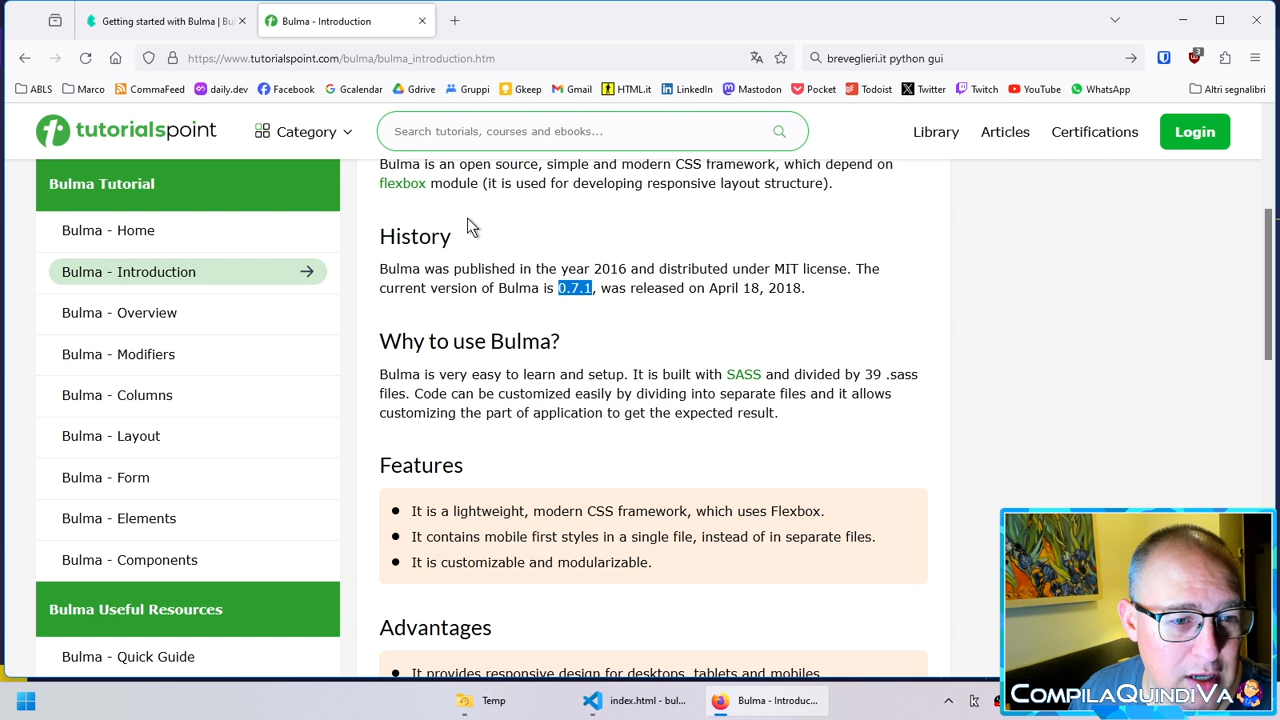 Getting started with Bulma | Bul
Bulma - Introduction
https://www.tutorialspoint.com/bulma/bulma_introduction.htm
breveglieri.it python gui
3
ABLS
Marco
CommaFeed
daily.dev
Facebook
Gcalendar
Gdrive
Gruppi
Gkeep
Gmail
HTML.it
LinkedIn
Mastodon
Pocket
Todoist
Twitter
Twitch
YouTube
WhatsApp
Altri segnalibri
tutorialspoint
Category
Search tutorials, courses and ebooks...
Library
Articles
Certifications
Login
Bulma Tutorial
Bulma - Home
Bulma - Introduction
Bulma - Overview
Bulma - Modifiers
Bulma - Columns
Bulma - Layout
Bulma - Form
Bulma - Elements
Bulma - Components
Bulma Useful Resources
Bulma - Quick Guide
Bulma is an open source, simple and modern CSS framework, which depend on
flexbox module (it is used for developing responsive layout structure).
History
Bulma was published in the year 2016 and distributed under MIT license. The
current version of Bulma is 0.7.1, was released on April 18, 2018.
Why to use Bulma?
Bulma is very easy to learn and setup. It is built with SASS and divided by 39 .sass
files. Code can be customized easily by dividing into separate files and it allows
customizing the part of application to get the expected result.
Features
It is a lightweight, modern CSS framework, which uses Flexbox.
It contains mobile first styles in a single file, instead of in separate files.
It is customizable and modularizable.
Advantages
It provides responsive design for desktops, tablets and mobiles.
Temp
index.html - bul...
Bulma - Introduc...
CompilaQuindiVa